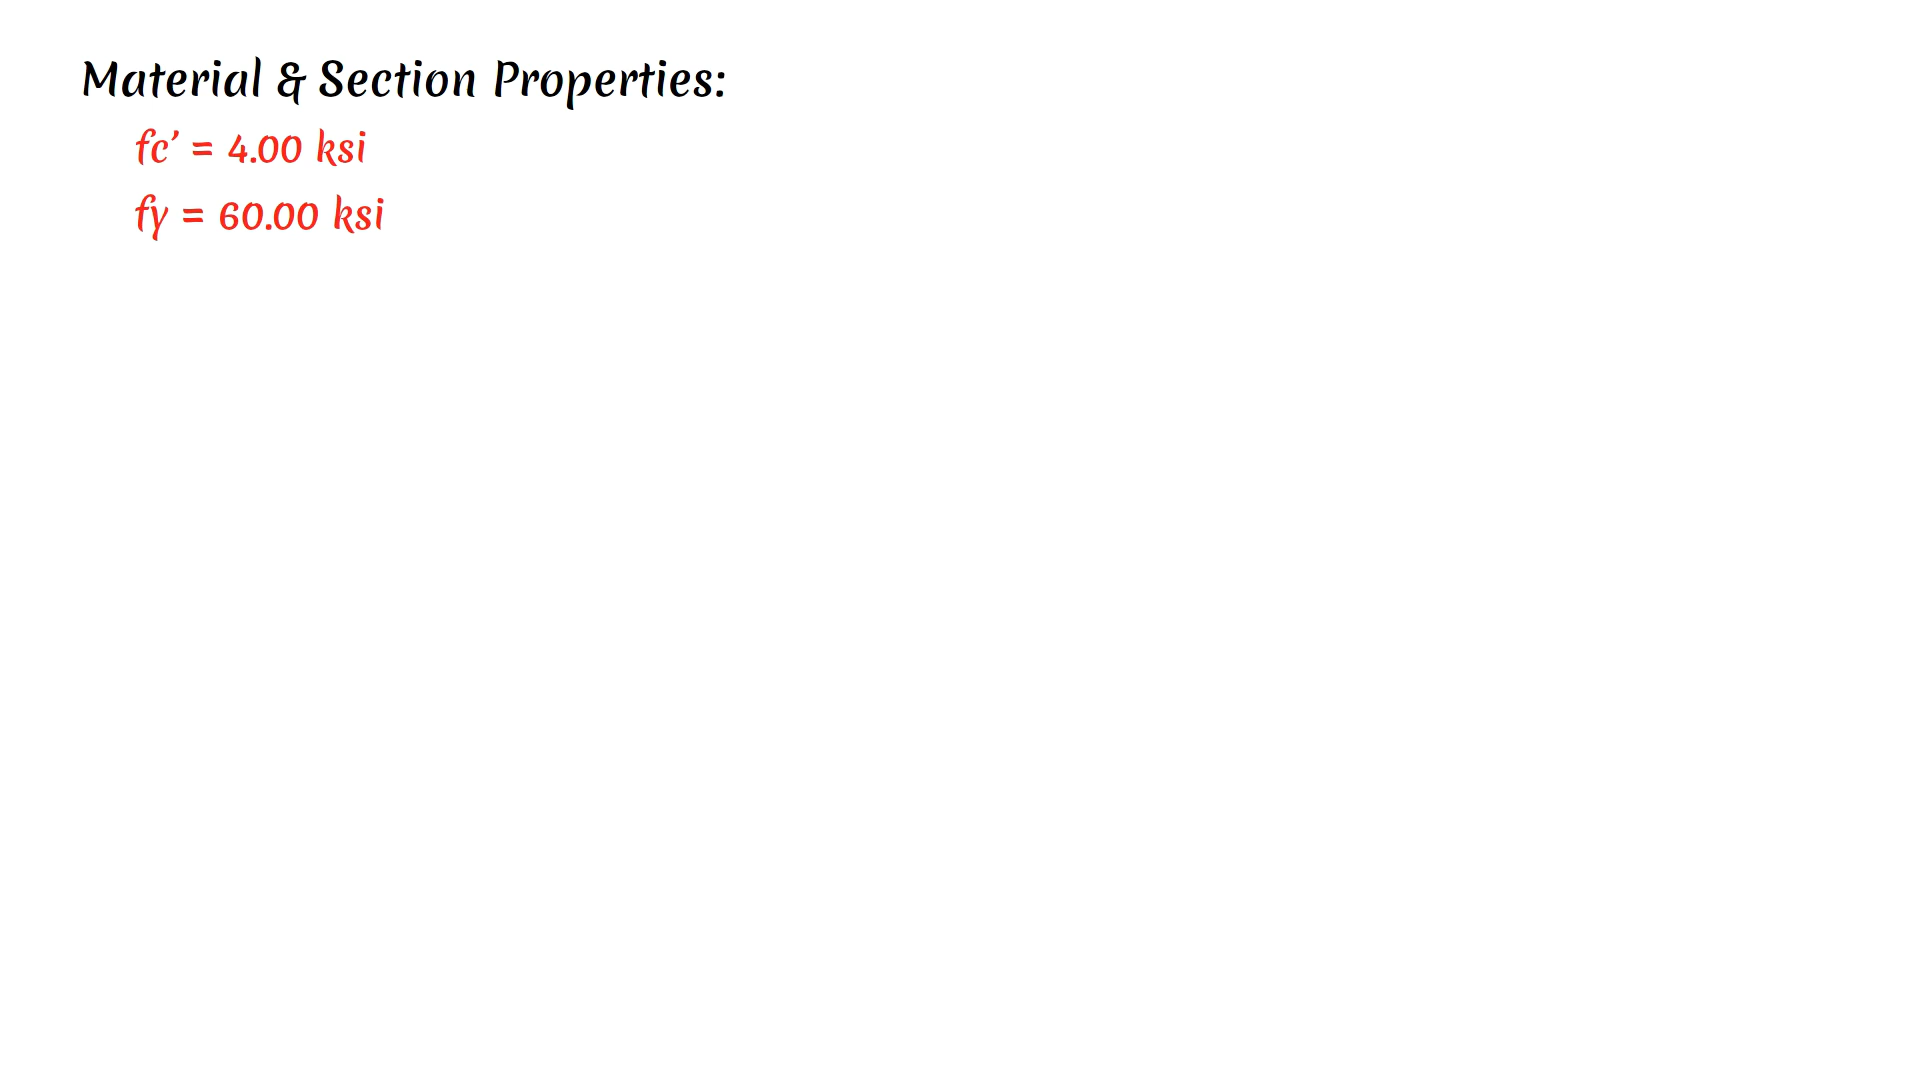 Material & Section Properties:
fc’ = 4.00 ksi
fy = 60.00 ksi